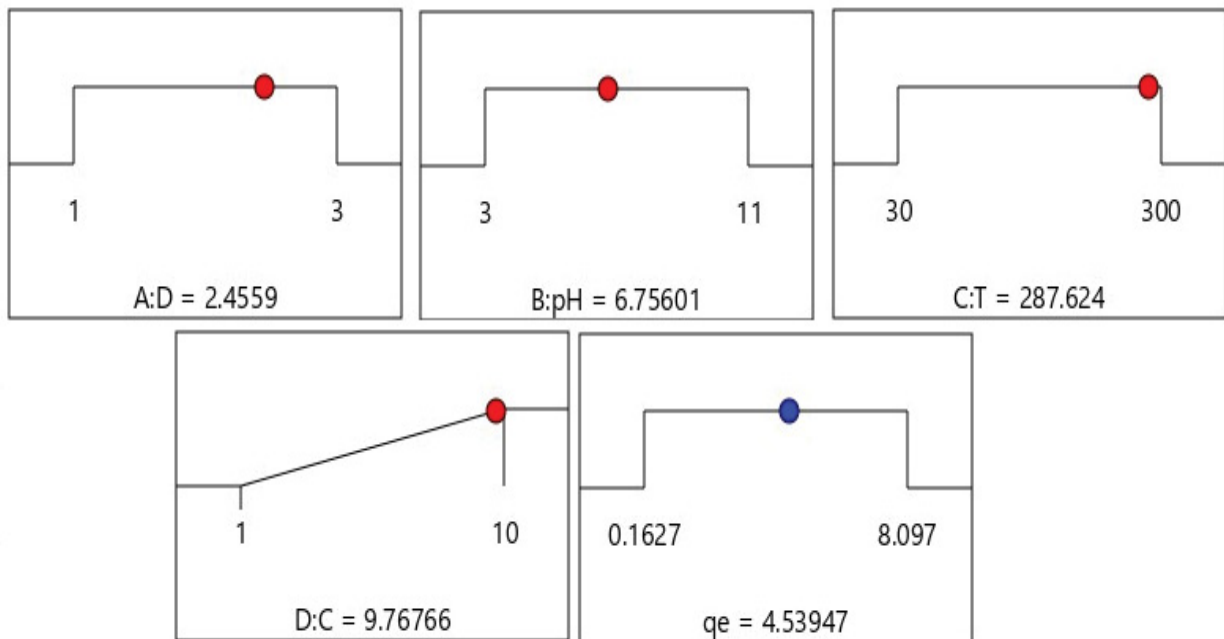 1 3
A:D = 2.4559
3 11
B:pH = 6.75601
30 300
C:T = 287.624
1 10
D:C = 9.76766
0.1627 8.097
qe = 4.53947